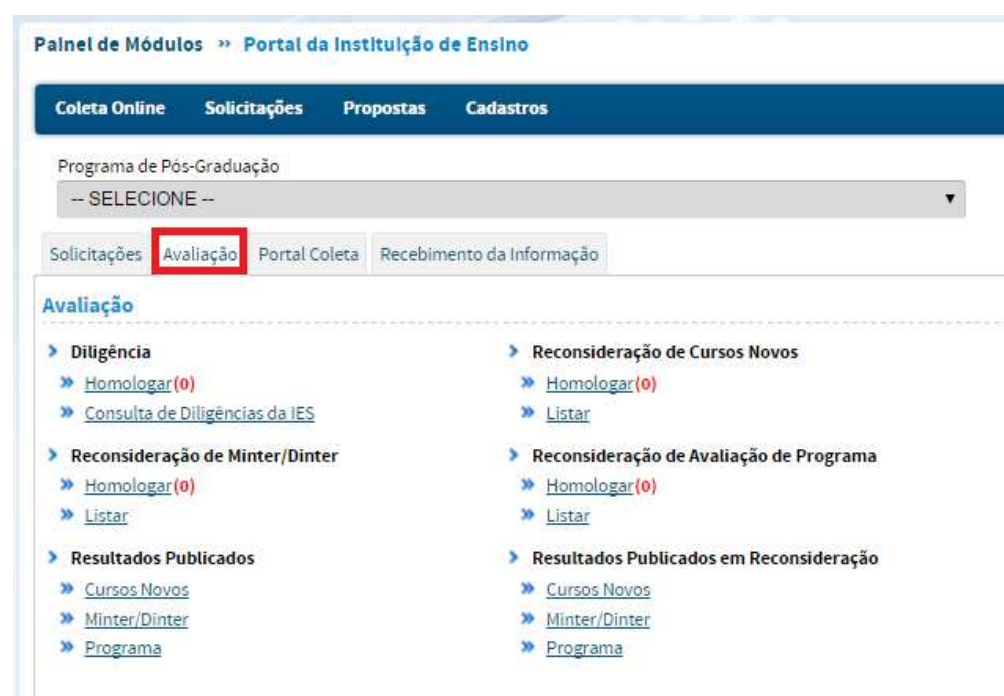 Painel de Módulos » Portal da Instituição de Ensino
Coleta Online Solicitações Propostas Cadastros
Programa de Pós-Graduação
-- SELECIONE --
Solicitações Avaliação Portal Coleta Recebimento da Informação
Avaliação
Diligência
Homologar(0)
Consulta de Diligências da IES
Reconsideração de Cursos Novos
Homologar(0)
Listar
Reconsideração de Minter/Dinter
Homologar(0)
Listar
Reconsideração de Avaliação de Programa
Homologar(0)
Listar
Resultados Publicados
Cursos Novos
Minter/Dinter
Programa
Resultados Publicados em Reconsideração
Cursos Novos
Minter/Dinter
Programa